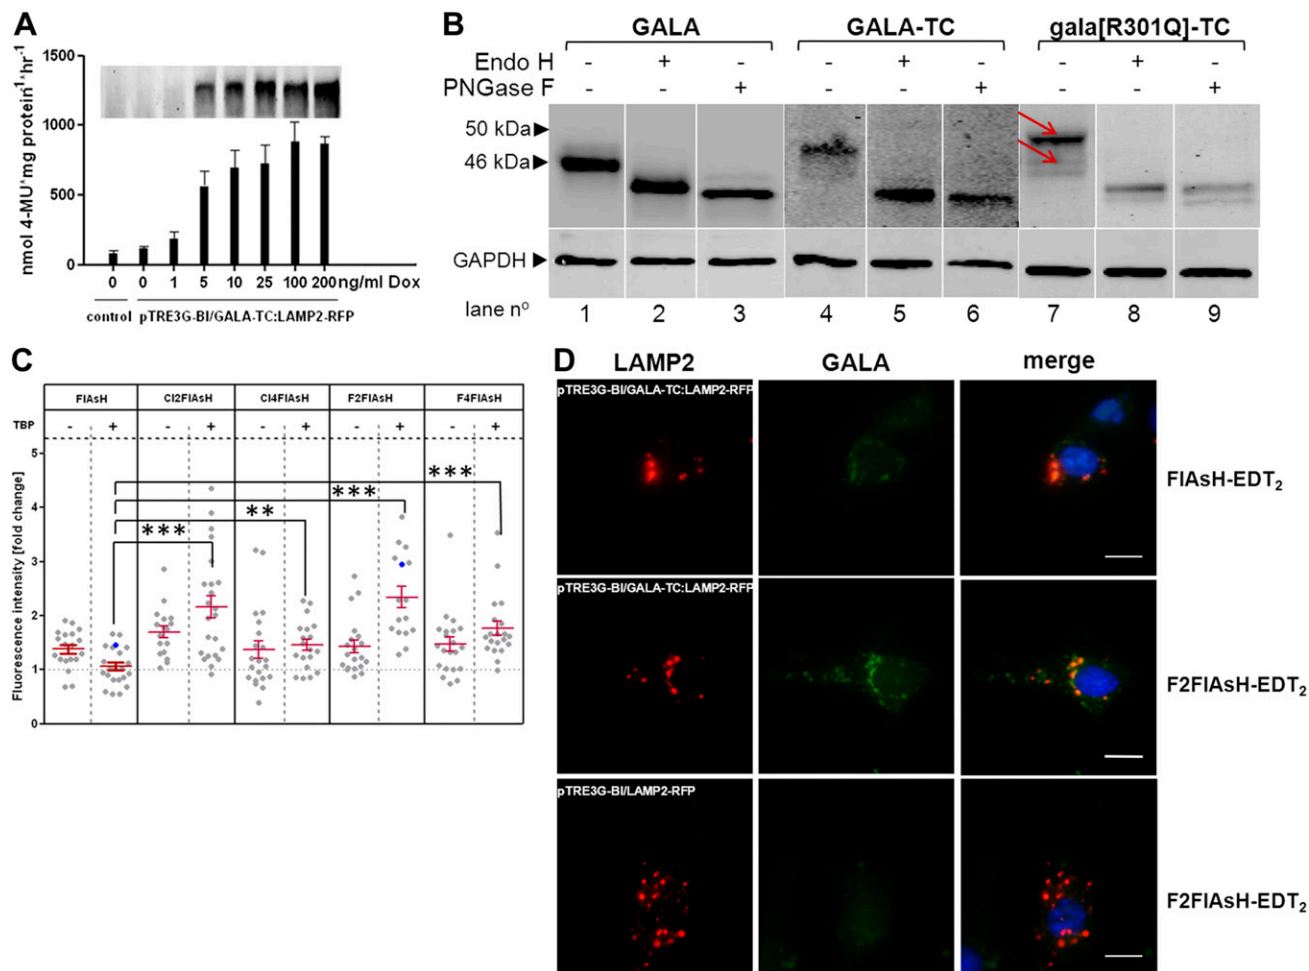 A
1500
1000
500
0
nmol 4-MU*mg protein⁻¹*hr⁻¹
0 0 1 5 10 25 100 200 ng/ml Dox
control pTRE3G-BI/GALA-TC:LAMP2-RFP
B
GALA GALA-TC gala[R301Q]-TC
Endo H - + - + - +
PNGase F - - + - - + - - +
50 kDa
46 kDa
GAPDH
lane nº 1 2 3 4 5 6 7 8 9
C
FlAsH Cl2FlAsH Cl4FlAsH F2FlAsH F4FlAsH
TBP - + - + - + - + - +
5
4
3
2
1
0
Fluorescence intensity [fold change]
***
***
**
***
D
LAMP2 GALA merge
pTRE3G-BI/GALA-TC:LAMP2-RFP
FlAsH-EDT₂
pTRE3G-BI/GALA-TC:LAMP2-RFP
F2FlAsH-EDT₂
pTRE3G-BI/LAMP2-RFP
F2FlAsH-EDT₂